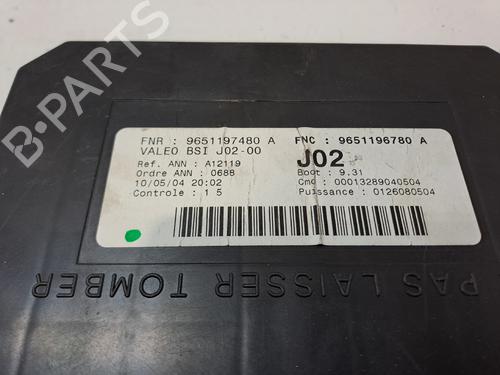 FNR : 9651197480 A
VALEO BSI J02-00
Ref. ANN : A12119
Ordre ANN : 0688
10/05/04 20:02
Controle : 1 5
FNC : 9651196780 A
J02
Boot : 9.31
Cmd : 00013289040504
Puissance : 0126080504
PAS LAISSER TOMBER
B-PARTS